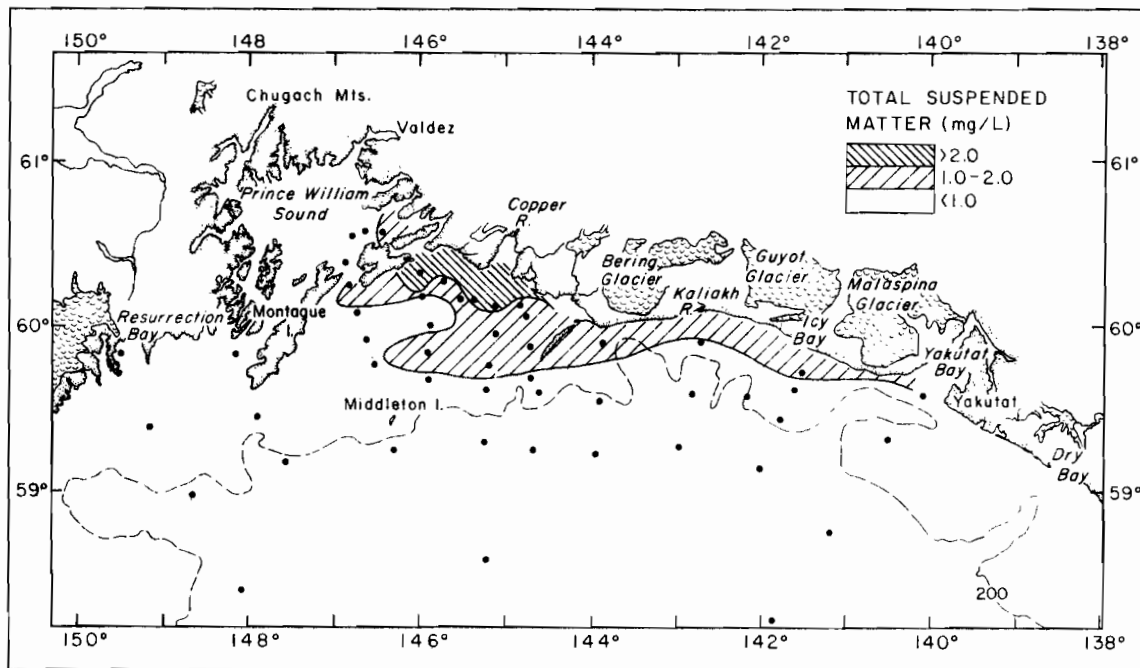 150°
148°
146°
144°
142°
140°
138°
Chugach Mts.
Valdez
TOTAL SUSPENDED
MATTER (mg/L)
>2.0
1.0-2.0
<1.0
61°
61°
Prince William
Sound
Copper
R.
Bering
Glacier
Guyot
Glacier
Malaspina
Glacier
Kaliakh
R.
Icy
Bay
60°
60°
Resurrection
Bay
Montague I.
Yakutat
Bay
Yakutat
Middleton I.
Dry
Bay
59°
59°
200
150°
148°
146°
144°
142°
140°
138°